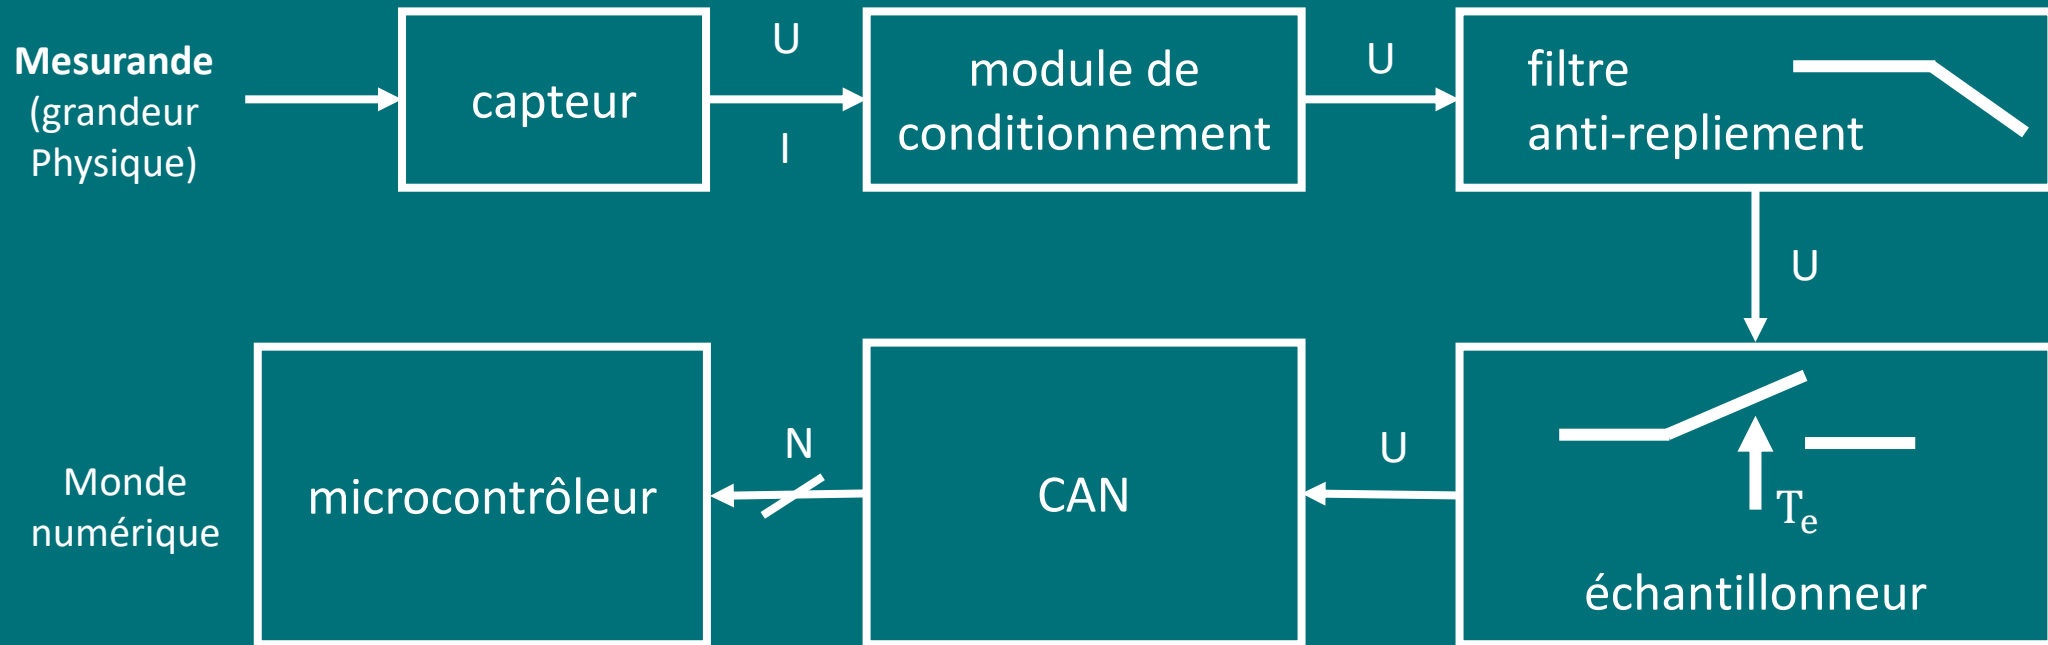 Mesurande
(grandeur
Physique)
capteur
U
I
module de
conditionnement
U
filtre
anti-repliement
U
Monde
numérique
microcontrôleur
N
CAN
U
Te
échantillonneur